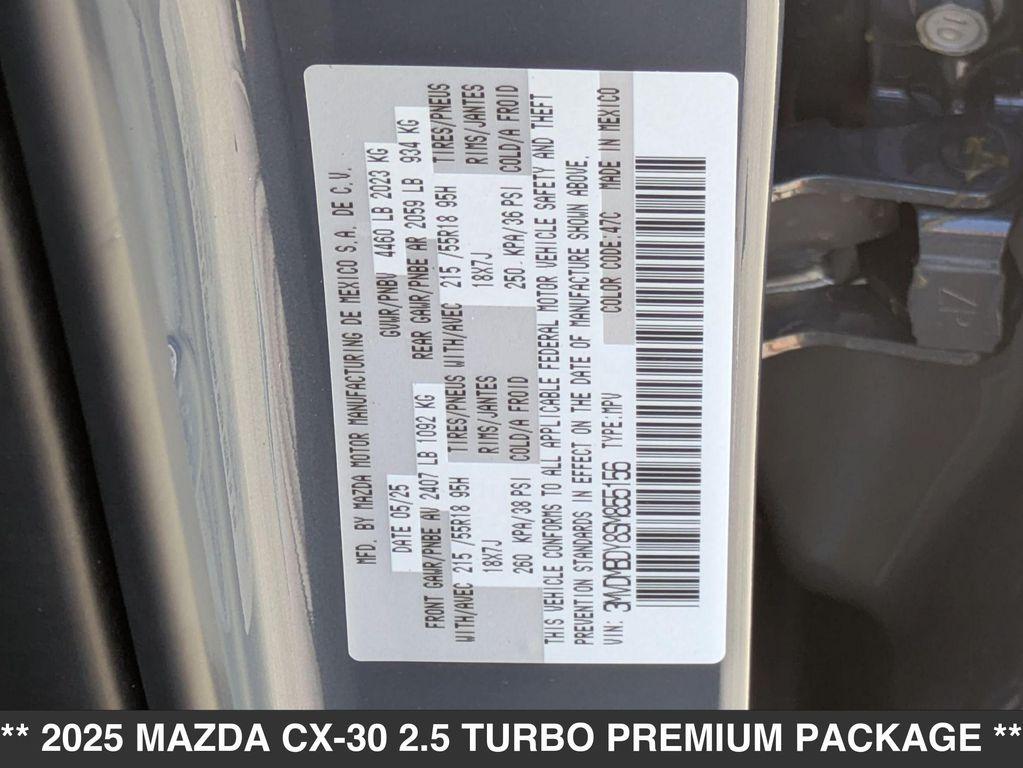 MFD. BY MAZDA MOTOR MANUFACTURING DE MEXICO S.A. DE C.V.
DATE 05/25 GVWR/PNBV 4460 LB 2023 KG
FRONT GAWR/PNBE AV 2407 LB 1092 KG REAR GAWR/PNBE AR 2059 LB 934 KG
WITH/AVEC 215 /55R18 95H TIRES/PNEUS WITH/AVEC 215 /55R18 95H TIRES/PNEUS
18X7J RIMS/JANTES 18X7J RIMS/JANTES
260 KPA/38 PSI COLD/A FROID 250 KPA/36 PSI COLD/A FROID
THIS VEHICLE CONFORMS TO ALL APPLICABLE FEDERAL MOTOR VEHICLE SAFETY AND THEFT
PREVENTION STANDARDS IN EFFECT ON THE DATE OF MANUFACTURE SHOWN ABOVE.
VIN: 3MVDMBDY8SM855156 TYPE:MPV COLOR CODE:47C MADE IN MEXICO
** 2025 MAZDA CX-30 2.5 TURBO PREMIUM PACKAGE **